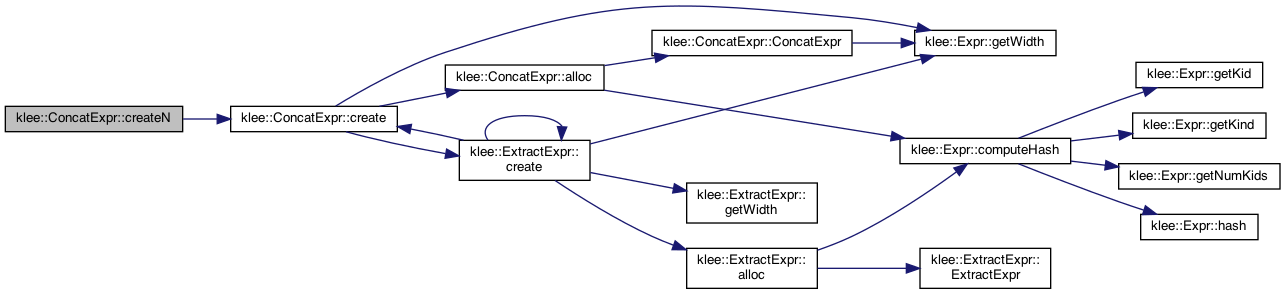 klee::ConcatExpr::createN
klee::ConcatExpr::create
klee::ConcatExpr::alloc
klee::ExtractExpr::
create
klee::ConcatExpr::ConcatExpr
klee::ExtractExpr::
getWidth
klee::ExtractExpr::
alloc
klee::Expr::getWidth
klee::Expr::computeHash
klee::ExtractExpr::
ExtractExpr
klee::Expr::getKid
klee::Expr::getKind
klee::Expr::getNumKids
klee::Expr::hash